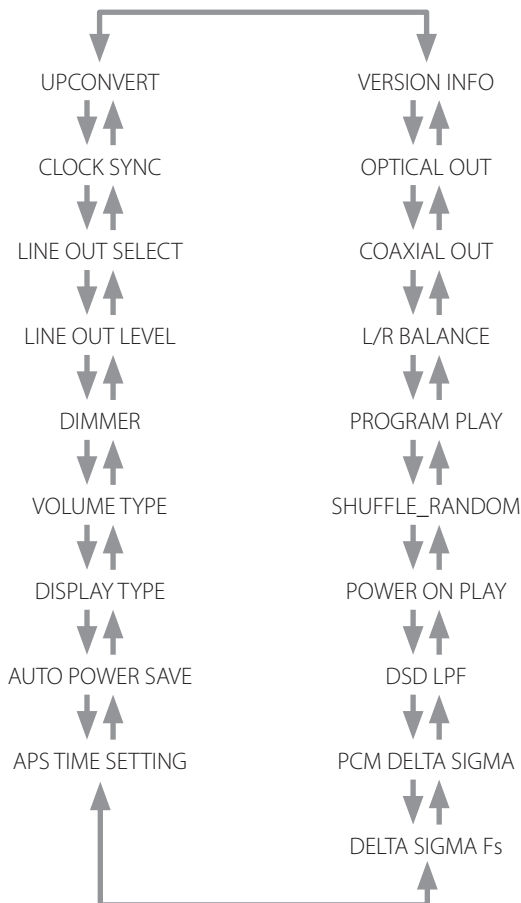 UPCONVERT
CLOCK SYNC
LINE OUT SELECT
LINE OUT LEVEL
DIMMER
VOLUME TYPE
DISPLAY TYPE
AUTO POWER SAVE
APS TIME SETTING
VERSION INFO
OPTICAL OUT
COAXIAL OUT
L/R BALANCE
PROGRAM PLAY
SHUFFLE_RANDOM
POWER ON PLAY
DSD LPF
PCM DELTA SIGMA
DELTA SIGMA Fs